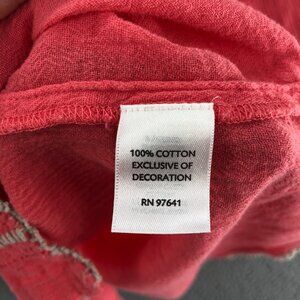 100% COTTON
EXCLUSIVE OF
DECORATION
RN 97641